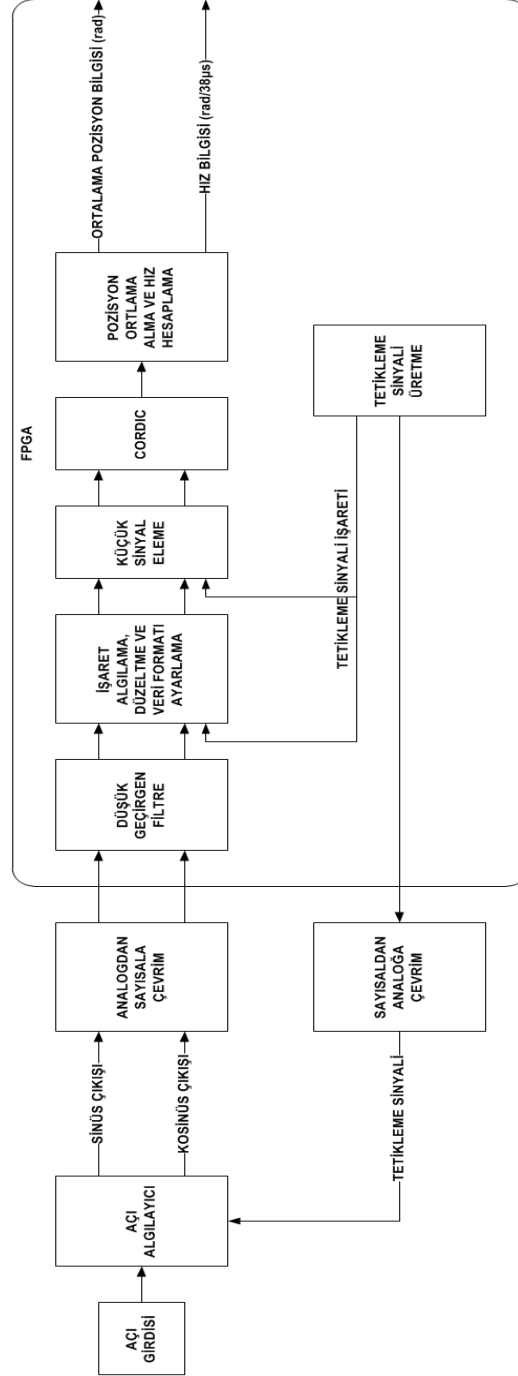 FPGA
AÇI
GİRDİSİ
AÇI
ALGILAYICI
SİNÜS ÇIKIŞI
KOSİNÜS ÇIKIŞI
ANALOGDAN
SAYISALA
ÇEVRİM
DÜŞÜK
GEÇİRGEN
FİLTRE
İŞARET
ALGILAMA,
DÜZELTME VE
VERİ FORMATI
AYARLAMA
KÜÇÜK
SİNYAL
ELEME
CORDIC
POZİSYON
ORTLAMA
ALMA VE HIZ
HESAPLAMA
ORTALAMA POZİSYON BİLGİSİ (rad)
HIZ BİLGİSİ (rad/38µs)
TETİKLEME SİNYALİ İŞARETİ
TETİKLEME
SİNYALİ
ÜRETME
SAYISALDAN
ANALOĞA
ÇEVRİM
TETİKLEME SİNYALİ